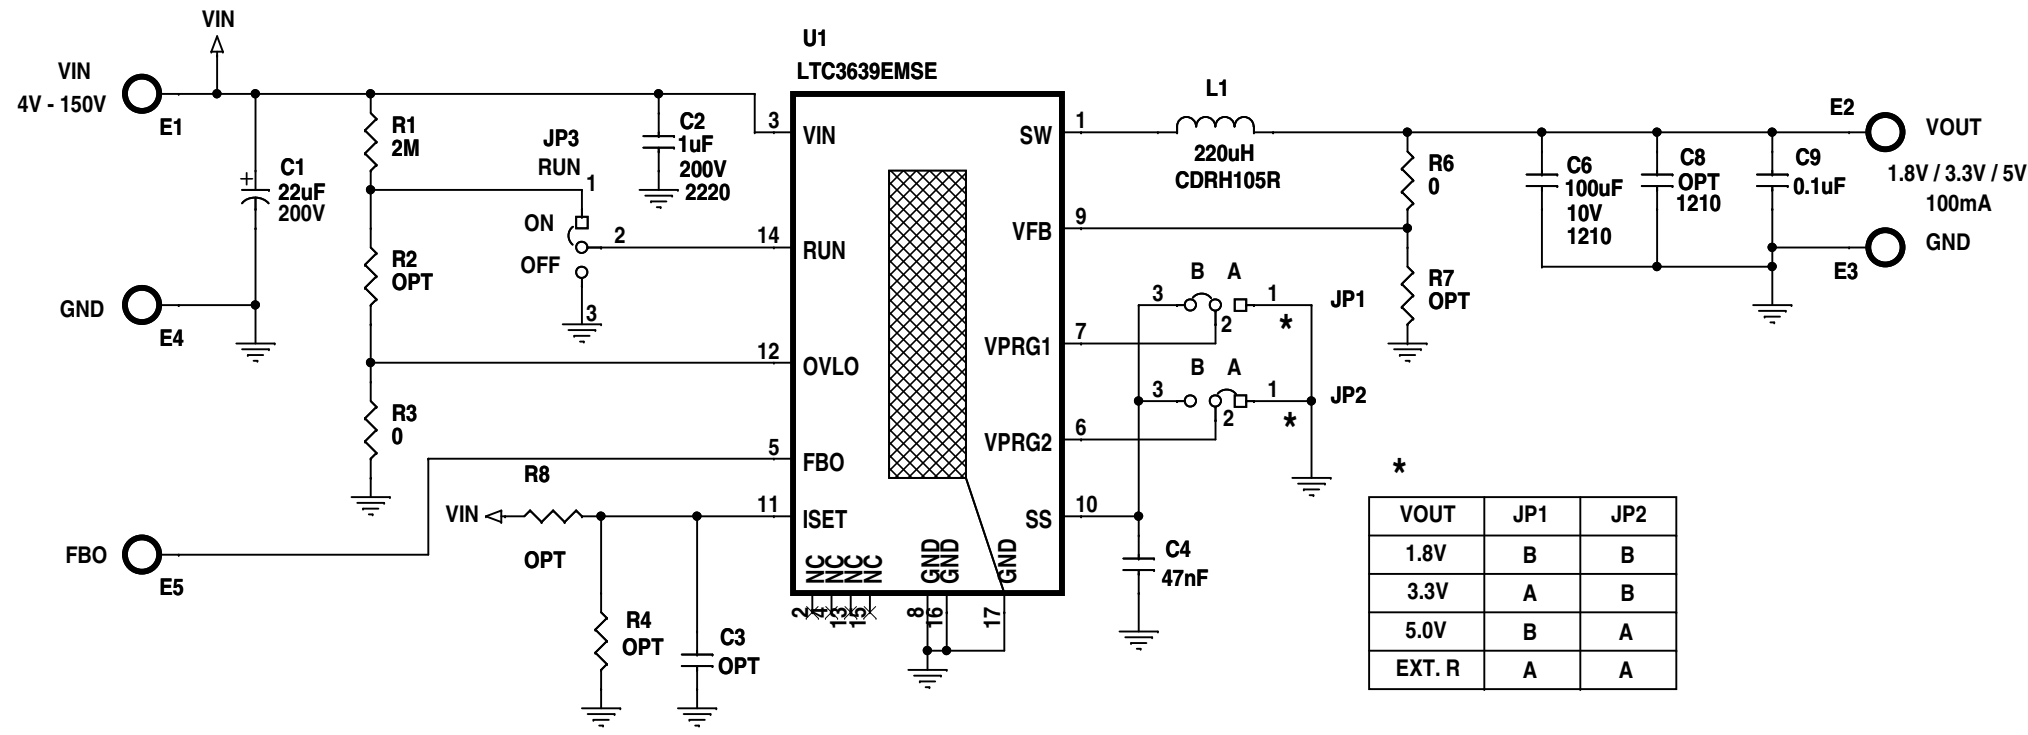 VIN
VIN
4V - 150V
E1
GND
E4
FBO
E5
+
C1
22uF
200V
R1
2M
R2
OPT
R3
0
JP3
RUN
1
ON
2
OFF
3
C2
1uF
200V
2220
R8
VIN
OPT
R4
OPT
C3
OPT
U1
LTC3639EMSE
3 VIN
14 RUN
12 OVLO
5 FBO
11 ISET
NC NC NC NC
2 4 13 15
GND GND GND
8 16 17
SW 1
VFB 9
VPRG1 7
VPRG2 6
SS 10
L1
220uH
CDRH105R
R6
0
R7
OPT
B A
3 1 JP1
2 *
B A
3 1 JP2
2 *
C4
47nF
C6
100uF
10V
1210
C8
OPT
1210
C9
0.1uF
E2
VOUT
1.8V / 3.3V / 5V
100mA
GND
E3
*
VOUT JP1 JP2
1.8V B B
3.3V A B
5.0V B A
EXT. R A A